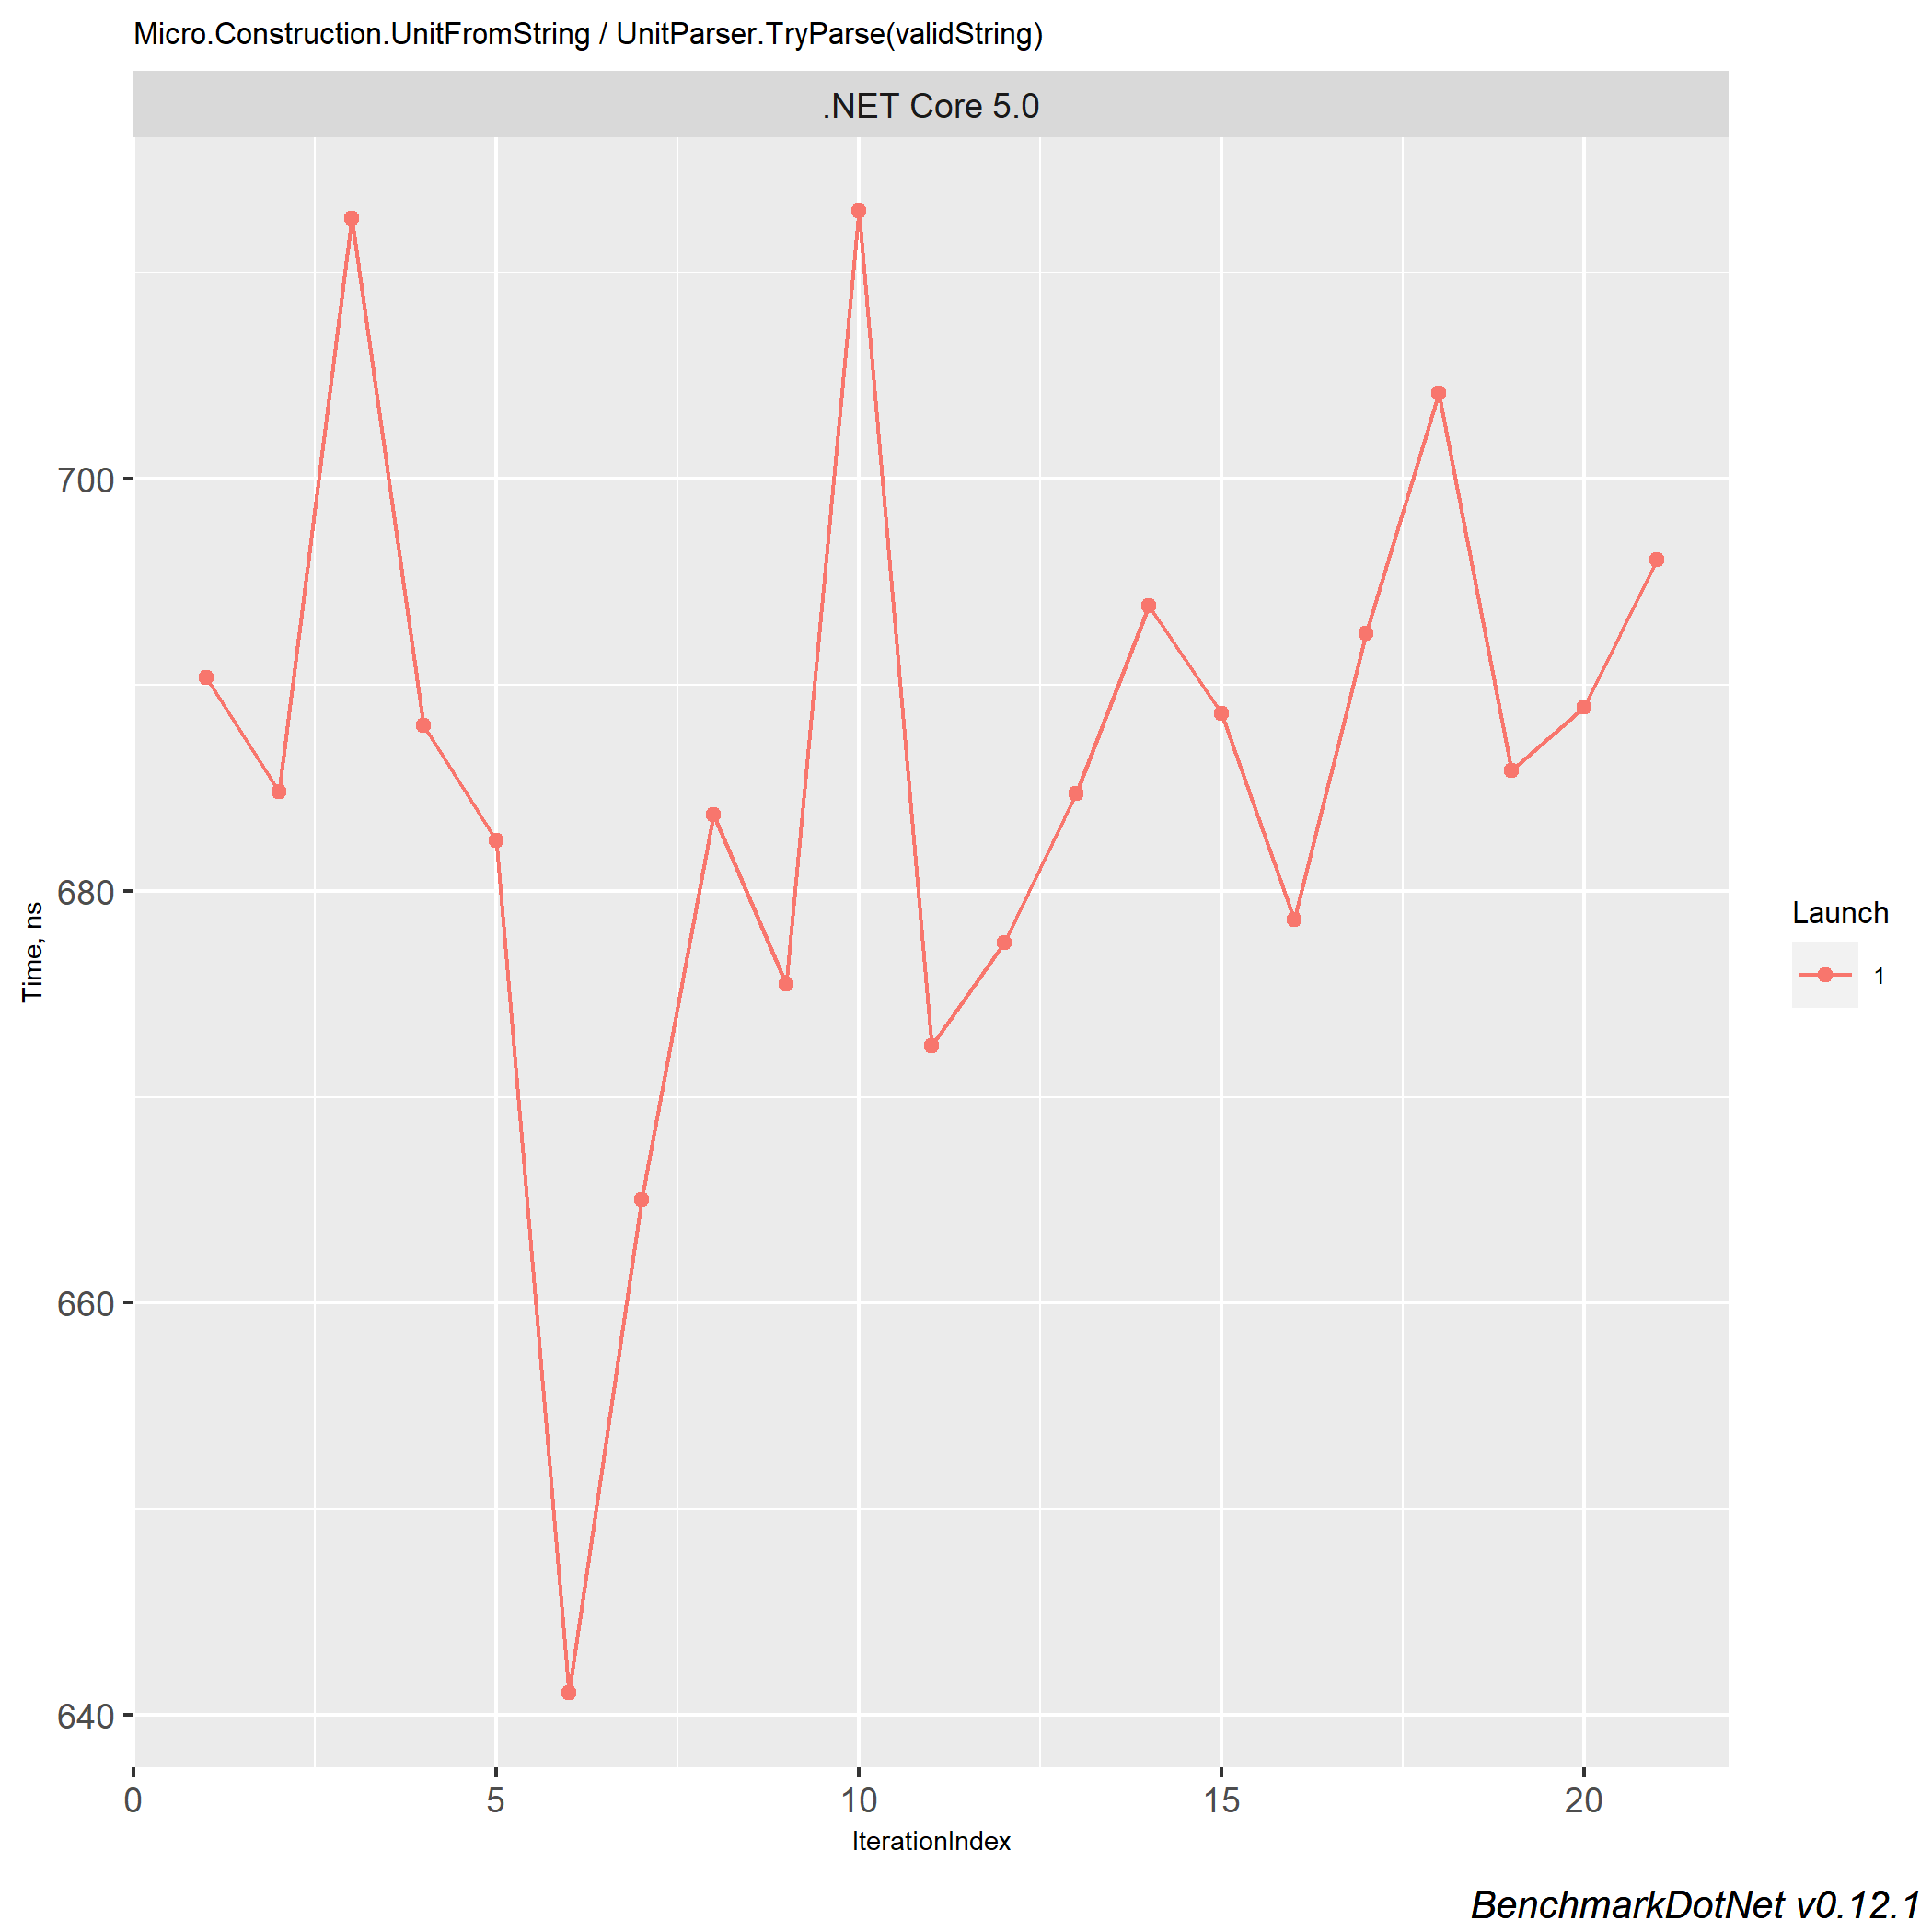 Micro.Construction.UnitFromString / UnitParser.TryParse(validString)
.NET Core 5.0
700
680
660
640
Time, ns
0 5 10 15 20
IterationIndex
Launch
1
BenchmarkDotNet v0.12.1